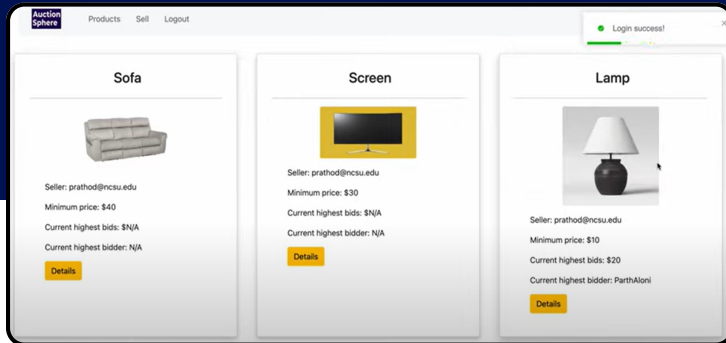 Auction
Sphere
Products Sell Logout
Login success!
Sofa
Seller: prathod@ncsu.edu
Minimum price: $40
Current highest bids: $N/A
Current highest bidder: N/A
Details
Screen
Seller: prathod@ncsu.edu
Minimum price: $30
Current highest bids: $N/A
Current highest bidder: N/A
Details
Lamp
Seller: prathod@ncsu.edu
Minimum price: $10
Current highest bids: $20
Current highest bidder: ParthAloni
Details